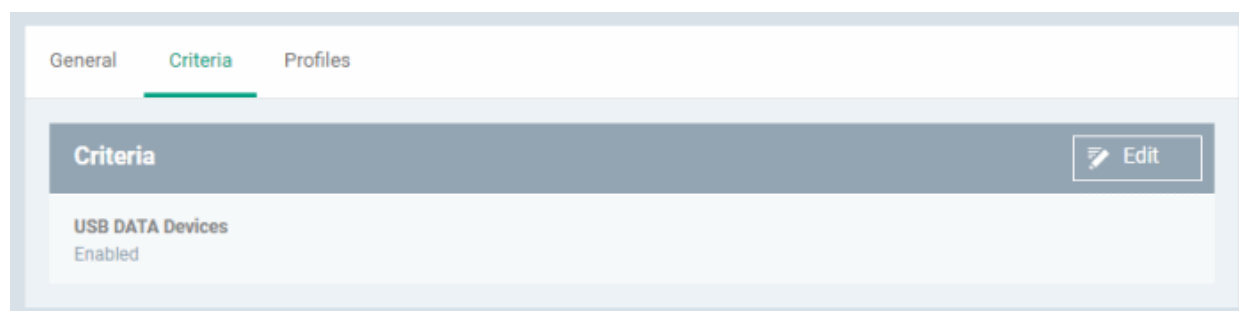 General Criteria Profiles
Criteria
Edit
USB DATA Devices
Enabled